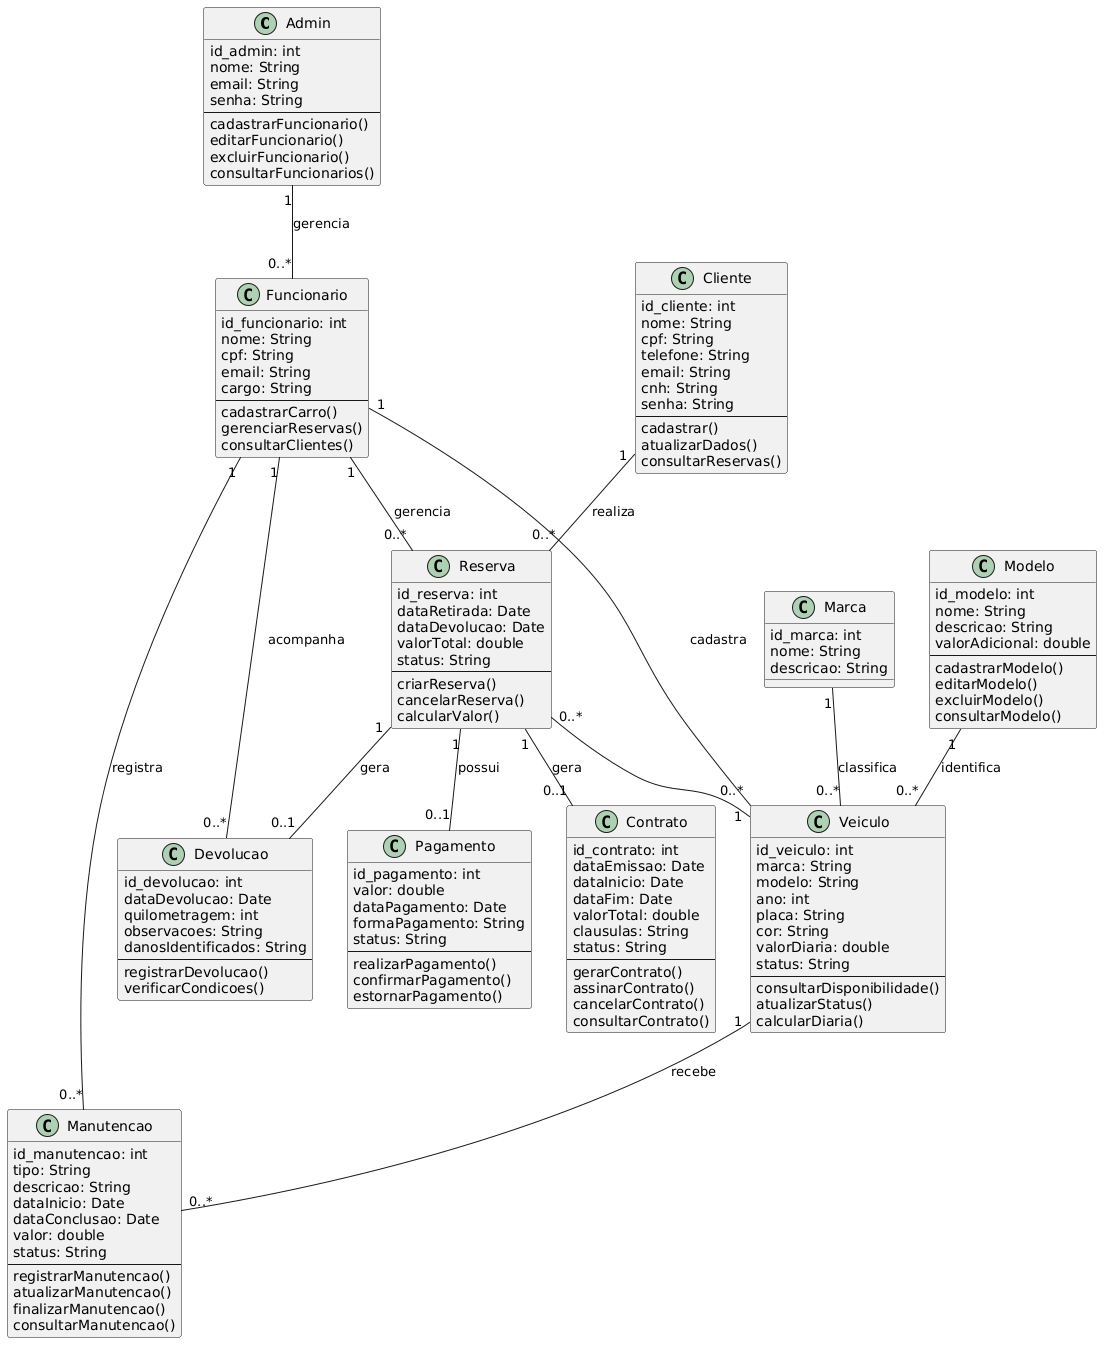 C Admin
id_admin: int
nome: String
email: String
senha: String
cadastrarFuncionario()
editarFuncionario()
excluirFuncionario()
consultarFuncionarios()
1
gerencia
0..*
C Funcionario
id_funcionario: int
nome: String
cpf: String
email: String
cargo: String
cadastrarCarro()
gerenciarReservas()
consultarClientes()
C Cliente
id_cliente: int
nome: String
cpf: String
telefone: String
email: String
cnh: String
senha: String
cadastrar()
atualizarDados()
consultarReservas()
1
1
1
1
1
gerencia
realiza
0..*
0..*
C Reserva
id_reserva: int
dataRetirada: Date
dataDevolucao: Date
valorTotal: double
status: String
criarReserva()
cancelarReserva()
calcularValor()
C Marca
id_marca: int
nome: String
descricao: String
C Modelo
id_modelo: int
nome: String
descricao: String
valorAdicional: double
cadastrarModelo()
editarModelo()
excluirModelo()
consultarModelo()
acompanha
cadastra
0..*
1
1
1
1
1
registra
gera
possui
gera
classifica
identifica
0..*
0..1
0..1
0..1
0..*
1
0..*
0..*
C Devolucao
id_devolucao: int
dataDevolucao: Date
quilometragem: int
observacoes: String
danosIdentificados: String
registrarDevolucao()
verificarCondicoes()
C Pagamento
id_pagamento: int
valor: double
dataPagamento: Date
formaPagamento: String
status: String
realizarPagamento()
confirmarPagamento()
estornarPagamento()
C Contrato
id_contrato: int
dataEmissao: Date
dataInicio: Date
dataFim: Date
valorTotal: double
clausulas: String
status: String
gerarContrato()
assinarContrato()
cancelarContrato()
consultarContrato()
C Veiculo
id_veiculo: int
marca: String
modelo: String
ano: int
placa: String
cor: String
valorDiaria: double
status: String
consultarDisponibilidade()
atualizarStatus()
calcularDiaria()
1
recebe
0..*
0..*
C Manutencao
id_manutencao: int
tipo: String
descricao: String
dataInicio: Date
dataConclusao: Date
valor: double
status: String
registrarManutencao()
atualizarManutencao()
finalizarManutencao()
consultarManutencao()